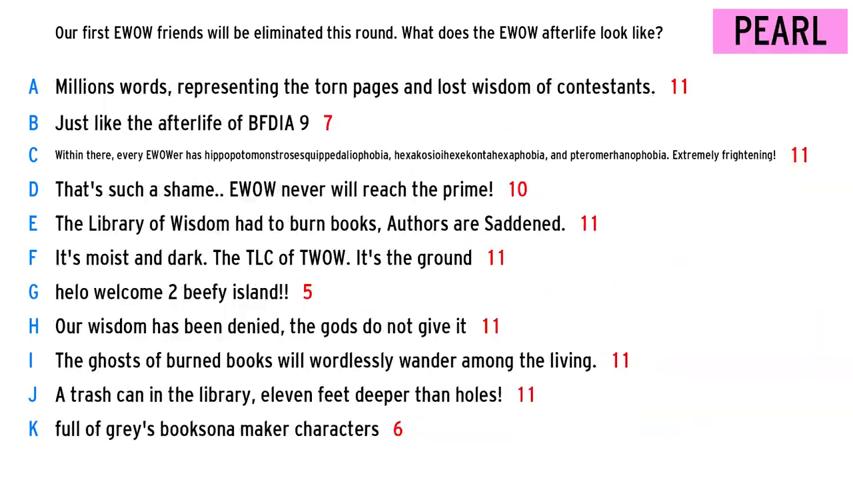 Our first EWOW friends will be eliminated this round. What does the EWOW afterlife look like?
PEARL
A Millions words, representing the torn pages and lost wisdom of contestants. 11
B Just like the afterlife of BFDIA 9 7
C Within there, every EWOWer has hippopotomonstrosesquippedaliophobia, hexakosioihexekontahexaphobia, and pteromerhanophobia. Extremely frightening! 11
D That's such a shame.. EWOW never will reach the prime! 10
E The Library of Wisdom had to burn books, Authors are Saddened. 11
F It's moist and dark. The TLC of TWOW. It's the ground 11
G helo welcome 2 beefy island!! 5
H Our wisdom has been denied, the gods do not give it 11
I The ghosts of burned books will wordlessly wander among the living. 11
J A trash can in the library, eleven feet deeper than holes! 11
K full of grey's booksona maker characters 6